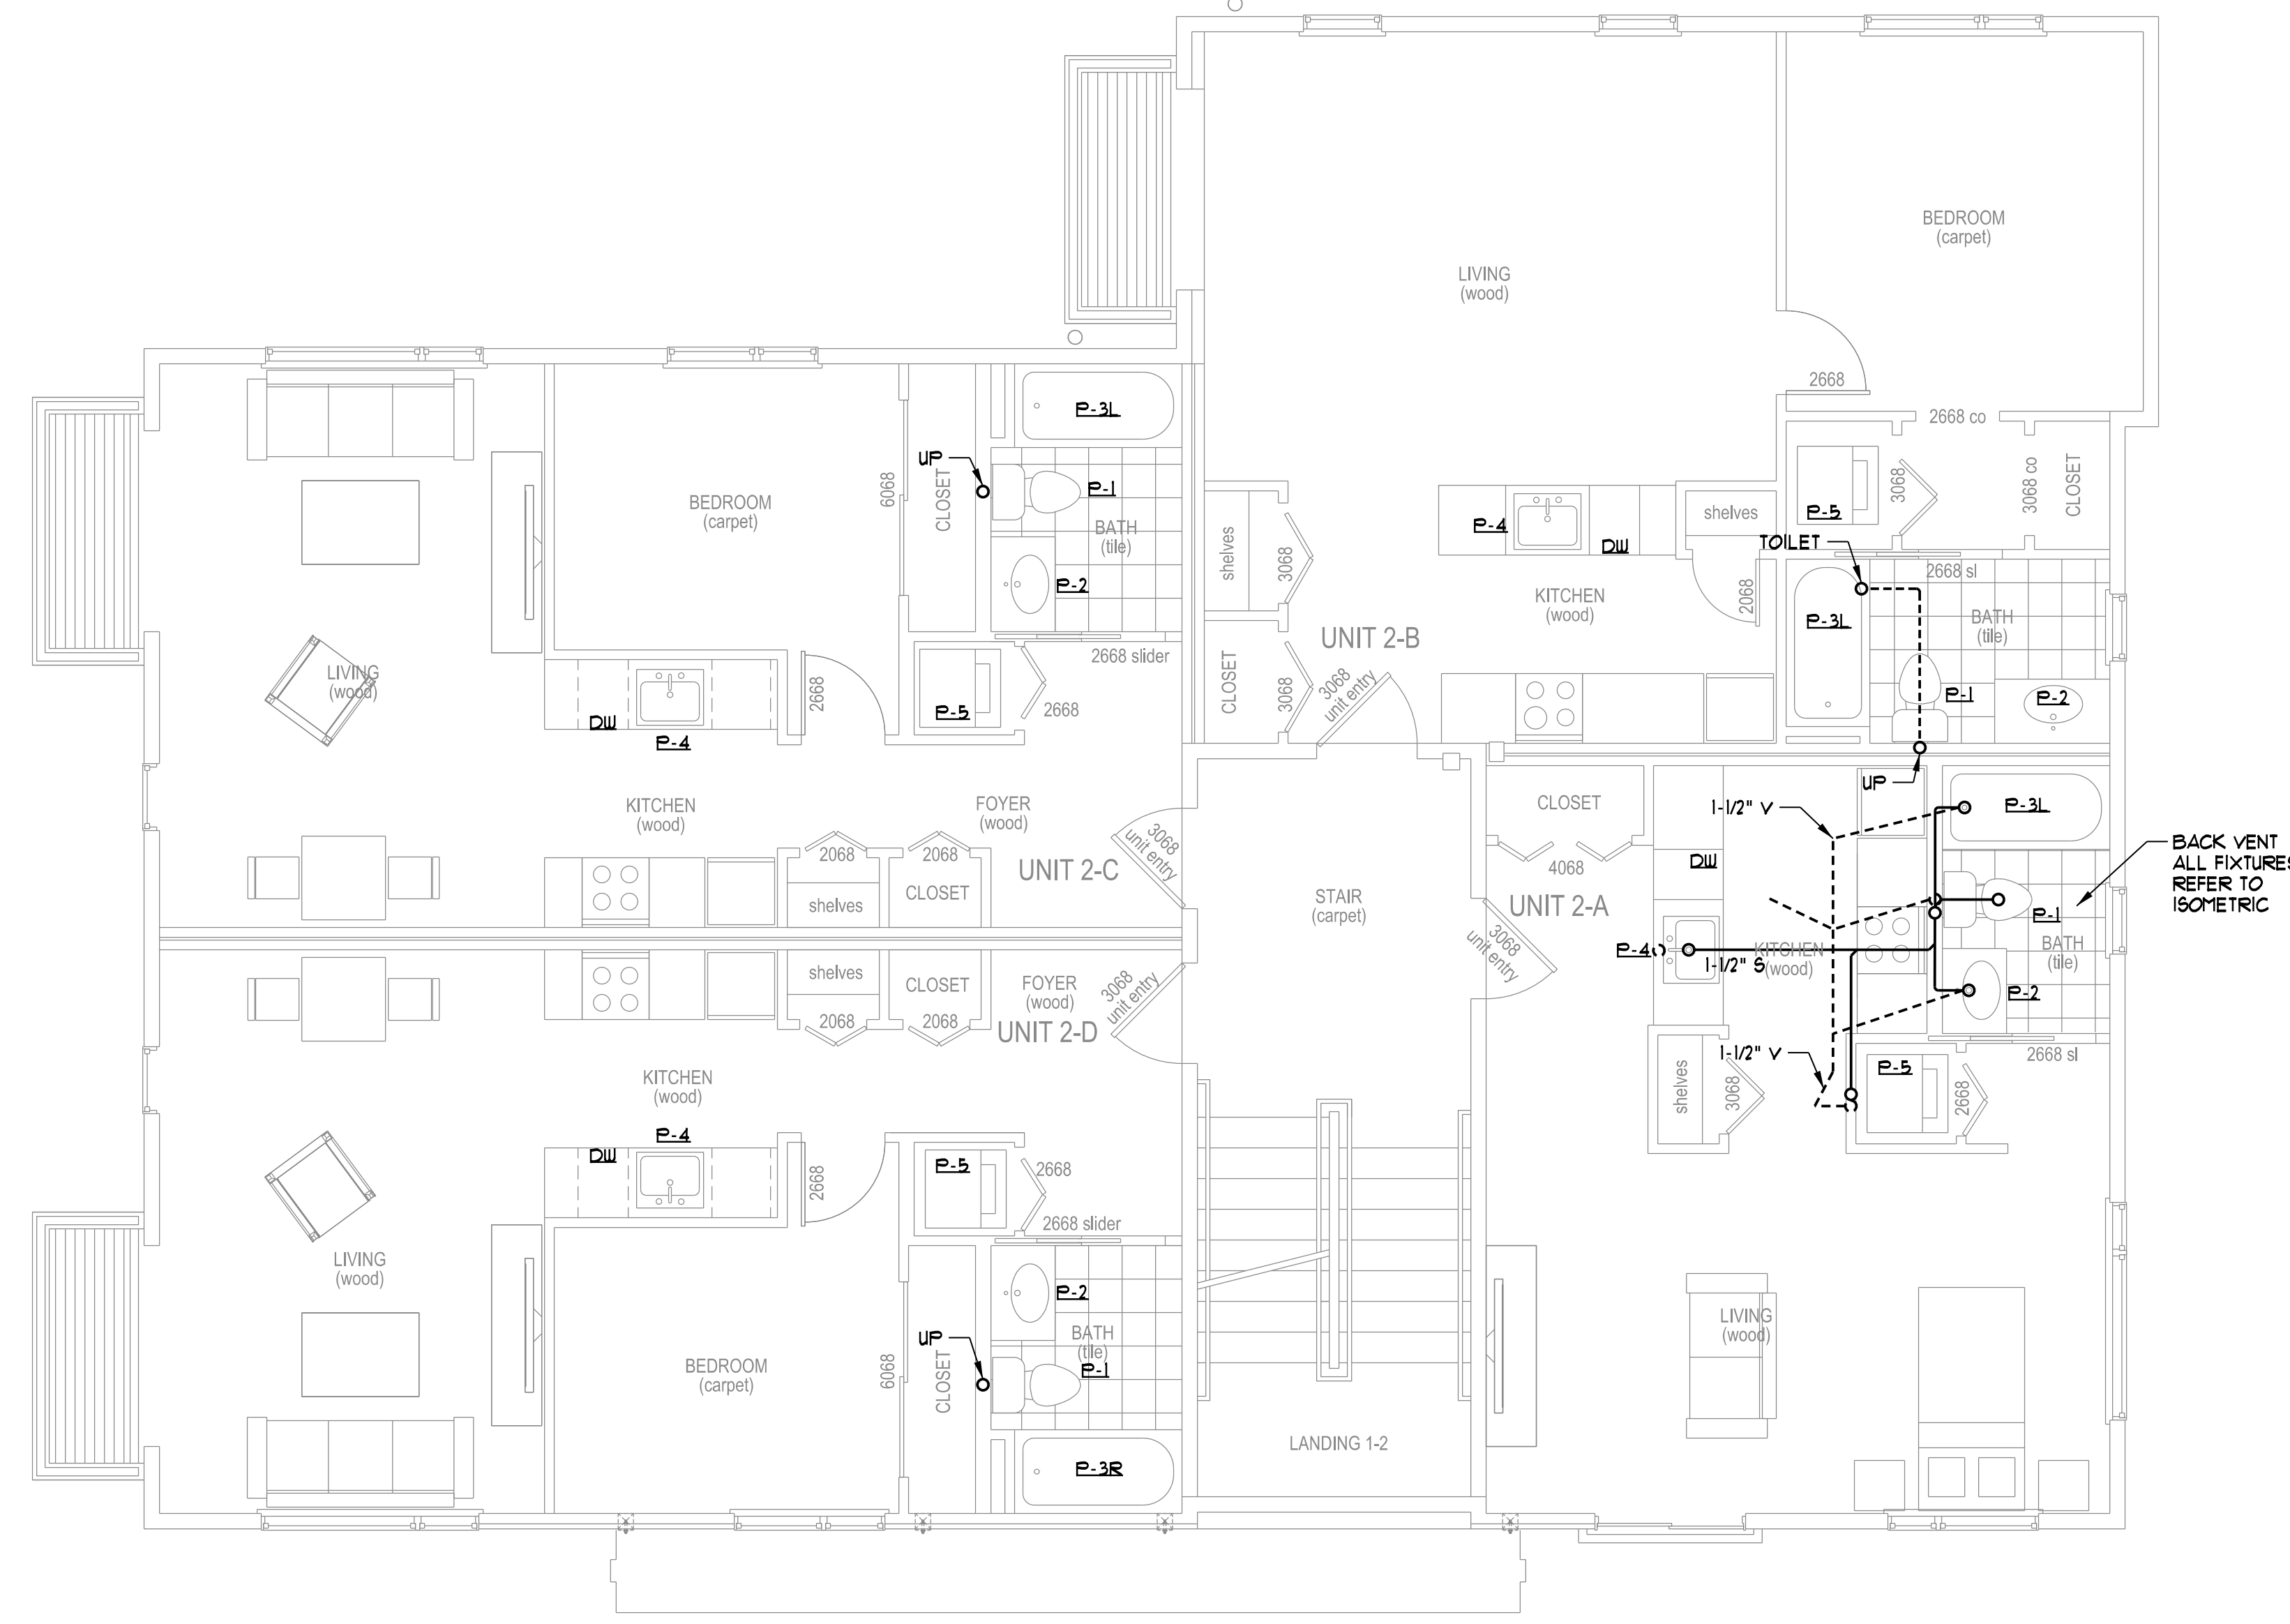 BEDROOM
(carpet)
LIVING
(wood)
2668
2668 co
P-3L
UP
6068
CLOSET
P-1
BATH
(tile)
P-2
BEDROOM
(carpet)
2668 slider
P-5
2668
2668
LIVING
(wood)
DW
P-4
KITCHEN
(wood)
FOYER
(wood)
3068
unit entry
2068
2068
shelves
CLOSET
UNIT 2-C
shelves
3068
CLOSET
3068
P-4
DW
shelves
2068
KITCHEN
(wood)
UNIT 2-B
3068
unit entry
P-5
3068
3068 co
CLOSET
TOILET
2668 sl
P-3L
BATH
(tile)
P-1
P-2
UP
CLOSET
4068
1-1/2" V
P-3L
DW
UNIT 2-A
3068
unit entry
STAIR
(carpet)
P-4
KITCHEN
(wood)
1-1/2" S
P-1
BATH
(tile)
P-2
BACK VENT
ALL FIXTURES
REFER TO
ISOMETRIC
1-1/2" V
2668 sl
shelves
3068
P-5
2668
shelves
CLOSET
2068
2068
FOYER
(wood)
3068
unit entry
UNIT 2-D
KITCHEN
(wood)
P-4
DW
2668
P-5
2668
2668 slider
LIVING
(wood)
P-2
BATH
(tile)
P-1
UP
BEDROOM
(carpet)
6068
CLOSET
P-3R
LANDING 1-2
LIVING
(wood)